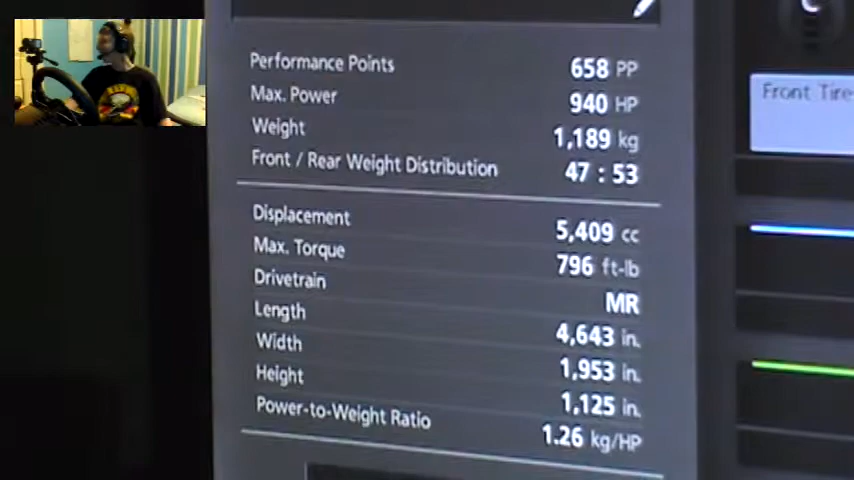 Performance Points 658 PP
Max. Power 940 HP
Weight 1,189 kg
Front / Rear Weight Distribution 47 : 53
Displacement 5,409 cc
Max. Torque 796 ft-lb
Drivetrain MR
Length 4,643 in.
Width 1,953 in.
Height 1,125 in.
Power-to-Weight Ratio 1.26 kg/HP
Front Tire